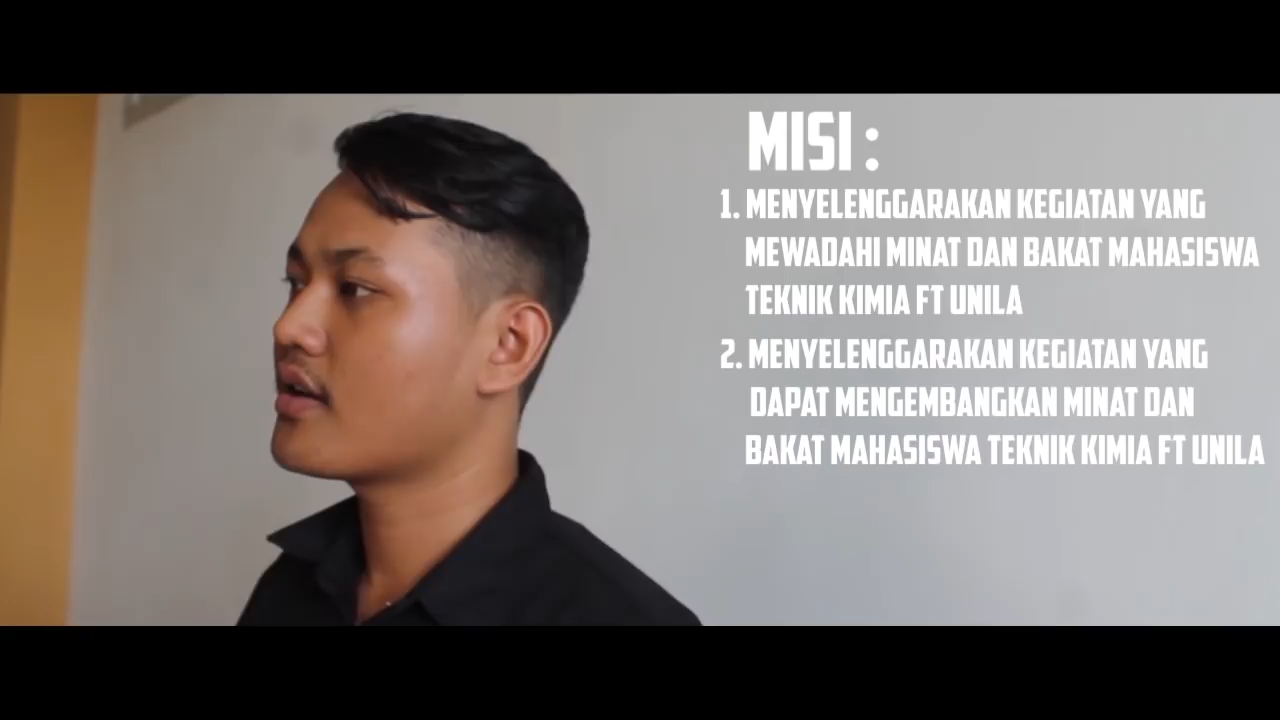 MISI :
1. MENYELENGGARAKAN KEGIATAN YANG
MEWADAHI MINAT DAN BAKAT MAHASISWA
TEKNIK KIMIA FT UNILA
2. MENYELENGGARAKAN KEGIATAN YANG
DAPAT MENGEMBANGKAN MINAT DAN
BAKAT MAHASISWA TEKNIK KIMIA FT UNILA